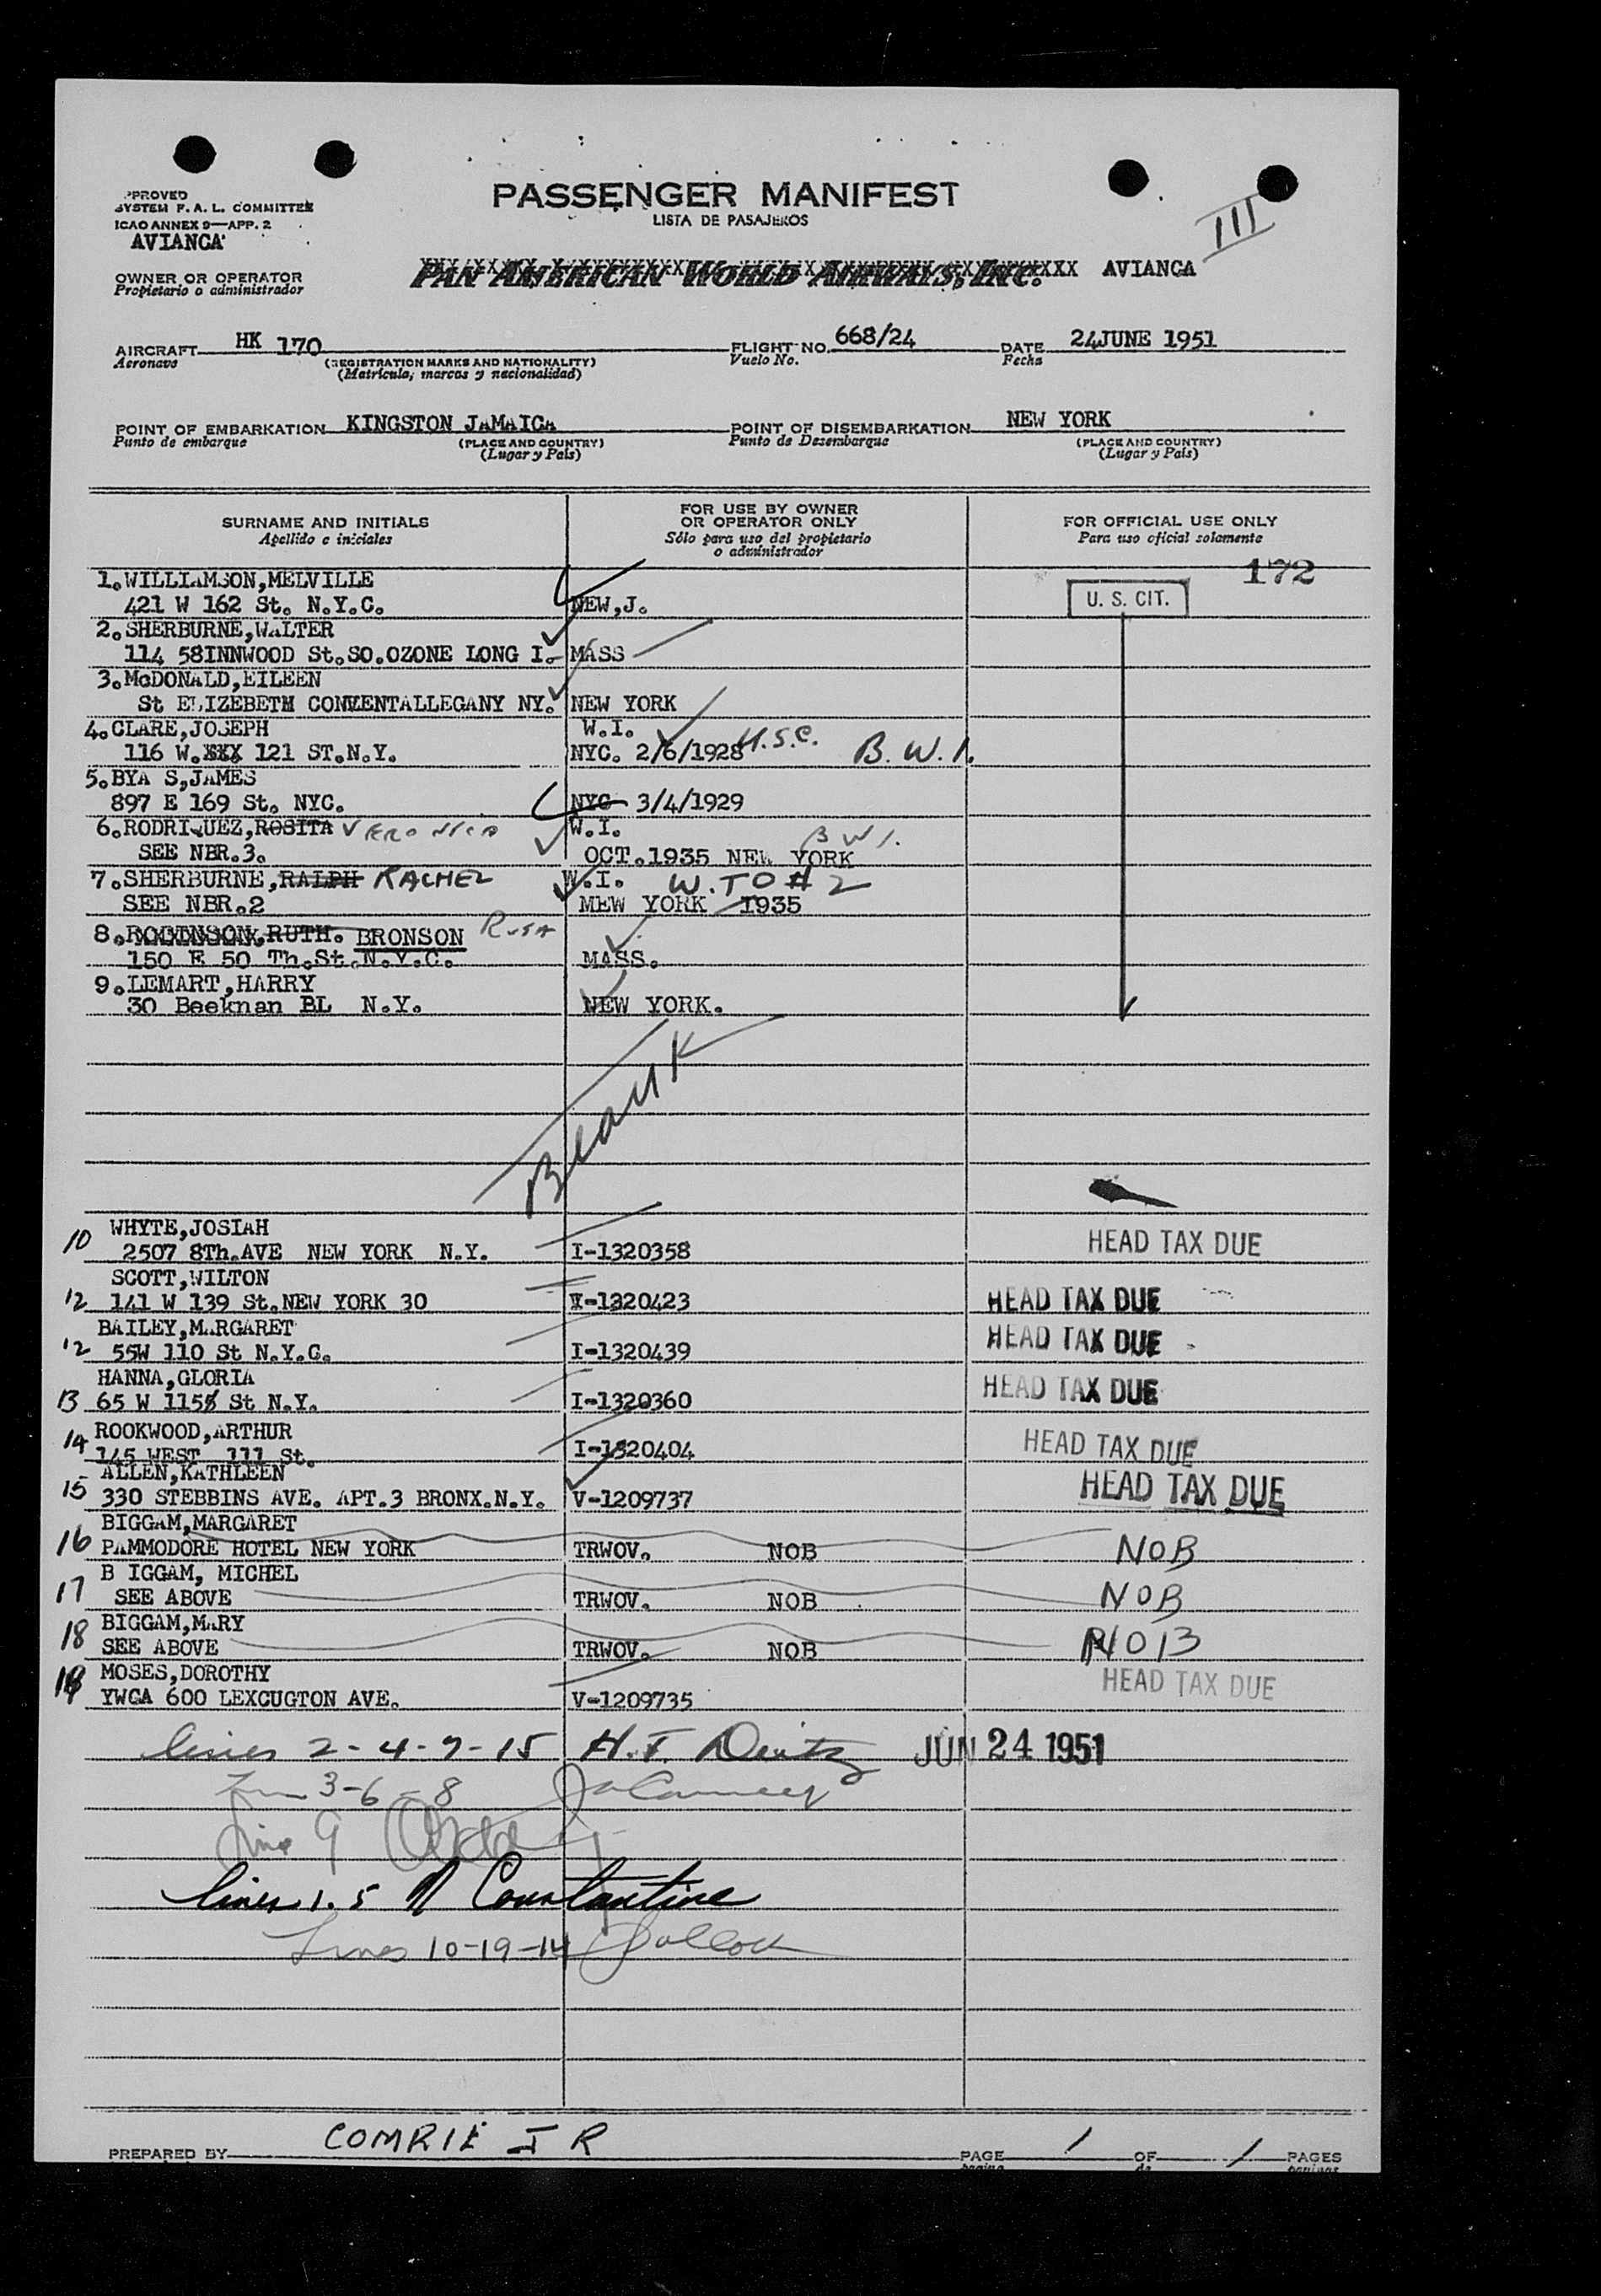 PROVED
SYSTEM F. A. L. COMMITTEE
ICAO ANNEX 9—APP. 2
AVIANCA
PASSENGER MANIFEST
LISTA DE PASAJEROS
III
OWNER OR OPERATOR
Propietario o administrador
PAN AMERICAN WORLD AIRWAYS, INC. AVIANCA
AIRCRAFT HK 170 FLIGHT NO. 668/24 DATE 24JUNE 1951
Aeronave (REGISTRATION MARKS AND NATIONALITY) Vuelo No. Fecha
(Matrícula, marcas y nacionalidad)
POINT OF EMBARKATION KINGSTON JAMAICA POINT OF DISEMBARKATION NEW YORK
Punto de embarque (PLACE AND COUNTRY) Punto de Desembarque (PLACE AND COUNTRY)
(Lugar y País) (Lugar y País)
SURNAME AND INITIALS FOR USE BY OWNER OR OPERATOR ONLY FOR OFFICIAL USE ONLY
Apellido e iniciales Sólo para uso del propietario o administrador Para uso oficial solamente
1.WILLIAMSON,MELVILLE 172
421 W 162 St. N.Y.C. NEW,J. U. S. CIT.
2.SHERBURNE,WALTER
114 58INNWOOD St.SO.OZONE LONG I. MASS
3.McDONALD,EILEEN
St ELIZEBETH CONVENTALLEGANY NY. NEW YORK
4.CLARE,JOSEPH W.I.
116 W. 121 ST.N.Y. NYC. 2/6/1928 H.S.C. B.W.I.
5.BYA S,JAMES
897 E 169 St. NYC. NYC 3/4/1929
6.RODRIQUEZ,ROSITA VERONICA W.I. BWI.
SEE NBR.3. OCT.1935 NEW YORK
7.SHERBURNE,RALPH RACHEL W.I. W. TO # 2
SEE NBR.2 MEW YORK 1935
8.ROBINSON,RUTH. BRONSON
150 E 50 Th.St.N.Y.C. MASS.
9.LEMART,HARRY
30 Beekman BL N.Y. NEW YORK.
Blank
10 WHYTE,JOSIAH
2507 8Th.AVE NEW YORK N.Y. I-1320358 HEAD TAX DUE
SCOTT,WILTON
12 141 W 139 St.NEW YORK 30 I-1320423 HEAD TAX DUE
BAILEY,MARGARET
12 55W 110 St N.Y.C. I-1320439 HEAD TAX DUE
HANNA,GLORIA
13 65 W 115 St N.Y. I-1320360 HEAD TAX DUE
14 ROOKWOOD,ARTHUR
145 WEST 111 St. I-1320404 HEAD TAX DUE
ALLEN,KATHLEEN
15 330 STEBBINS AVE. APT.3 BRONX.N.Y. V-1209737 HEAD TAX DUE
BIGGAM,MARGARET
16 PAMMODORE HOTEL NEW YORK TRWOV. NOB NOB
B IGGAM, MICHEL
17 SEE ABOVE TRWOV. NOB NOB
BIGGAM,MARY
18 SEE ABOVE TRWOV. NOB NOB
19 MOSES,DOROTHY
YWCA 600 LEXCUGTON AVE. V-1209735 HEAD TAX DUE
lines 2-4-7-15 H.F. JUN 24 1951
3-6-8
Line 9
lines 1.5 N Constantine
Lines 10-19-14
PREPARED BY COMRIE I R PAGE 1 OF 1 PAGES